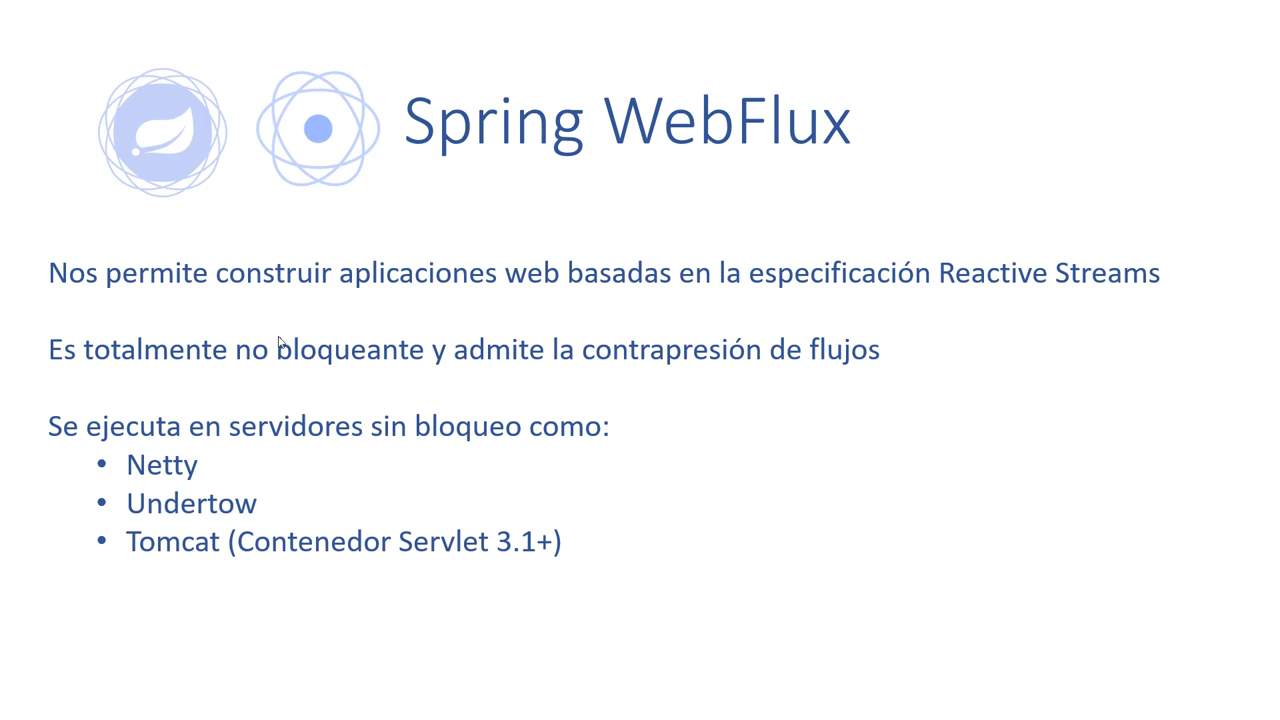 Spring WebFlux
Nos permite construir aplicaciones web basadas en la especificación Reactive Streams
Es totalmente no bloqueante y admite la contrapresión de flujos
Se ejecuta en servidores sin bloqueo como:
• Netty
• Undertow
• Tomcat (Contenedor Servlet 3.1+)